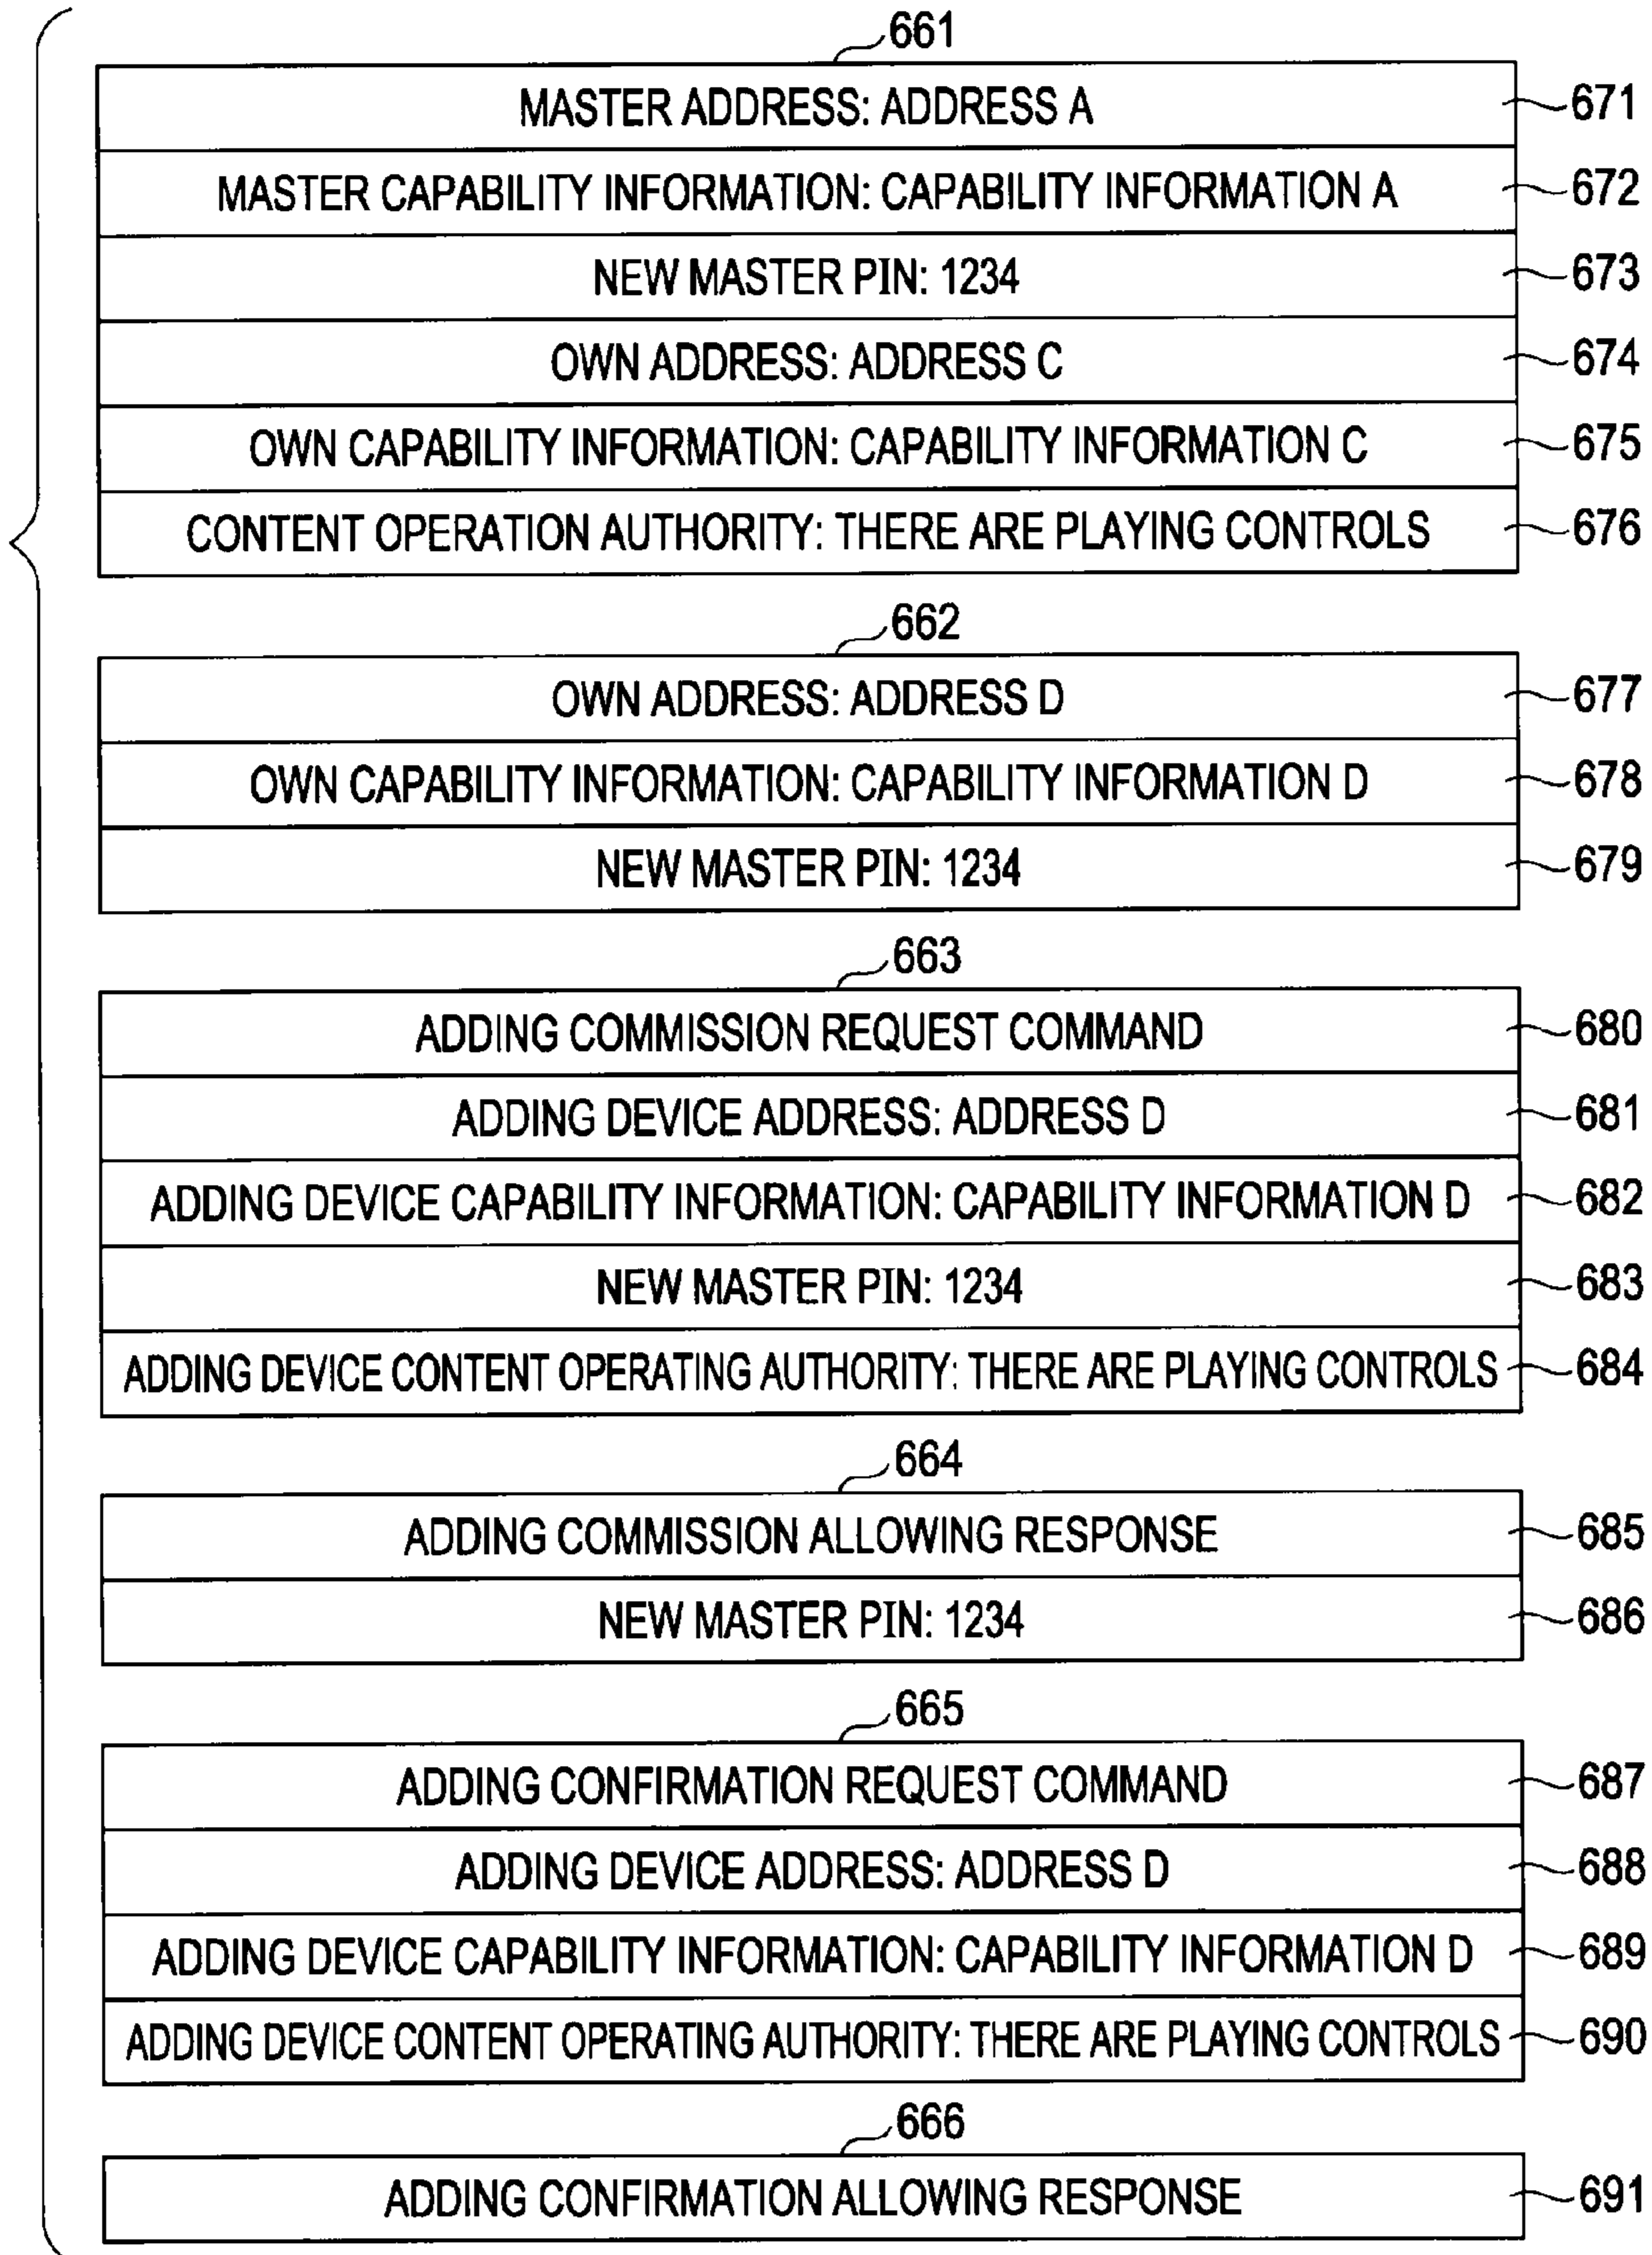 661
MASTER ADDRESS: ADDRESS A 671
MASTER CAPABILITY INFORMATION: CAPABILITY INFORMATION A 672
NEW MASTER PIN: 1234 673
OWN ADDRESS: ADDRESS C 674
OWN CAPABILITY INFORMATION: CAPABILITY INFORMATION C 675
CONTENT OPERATION AUTHORITY: THERE ARE PLAYING CONTROLS 676
662
OWN ADDRESS: ADDRESS D 677
OWN CAPABILITY INFORMATION: CAPABILITY INFORMATION D 678
NEW MASTER PIN: 1234 679
663
ADDING COMMISSION REQUEST COMMAND 680
ADDING DEVICE ADDRESS: ADDRESS D 681
ADDING DEVICE CAPABILITY INFORMATION: CAPABILITY INFORMATION D 682
NEW MASTER PIN: 1234 683
ADDING DEVICE CONTENT OPERATING AUTHORITY: THERE ARE PLAYING CONTROLS 684
664
ADDING COMMISSION ALLOWING RESPONSE 685
NEW MASTER PIN: 1234 686
665
ADDING CONFIRMATION REQUEST COMMAND 687
ADDING DEVICE ADDRESS: ADDRESS D 688
ADDING DEVICE CAPABILITY INFORMATION: CAPABILITY INFORMATION D 689
ADDING DEVICE CONTENT OPERATING AUTHORITY: THERE ARE PLAYING CONTROLS 690
666
ADDING CONFIRMATION ALLOWING RESPONSE 691